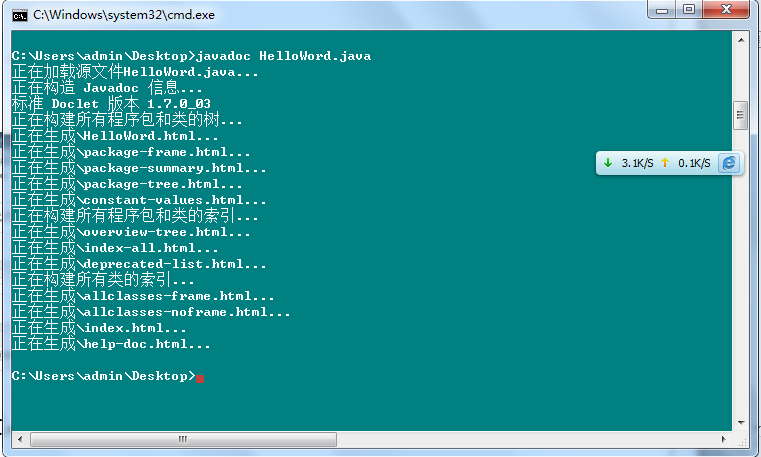 C:\Windows\system32\cmd.exe
C:\Users\admin\Desktop>javadoc HelloWord.java
正在加载源文件HelloWord.java...
正在构造 Javadoc 信息...
标准 Doclet 版本 1.7.0_03
正在构建所有程序包和类的树...
正在生成\HelloWord.html...
正在生成\package-frame.html...
正在生成\package-summary.html...
正在生成\package-tree.html...
正在生成\constant-values.html...
正在构建所有程序包和类的索引...
正在生成\overview-tree.html...
正在生成\index-all.html...
正在生成\deprecated-list.html...
正在构建所有类的索引...
正在生成\allclasses-frame.html...
正在生成\allclasses-noframe.html...
正在生成\index.html...
正在生成\help-doc.html...
C:\Users\admin\Desktop>
3.1K/S 0.1K/S